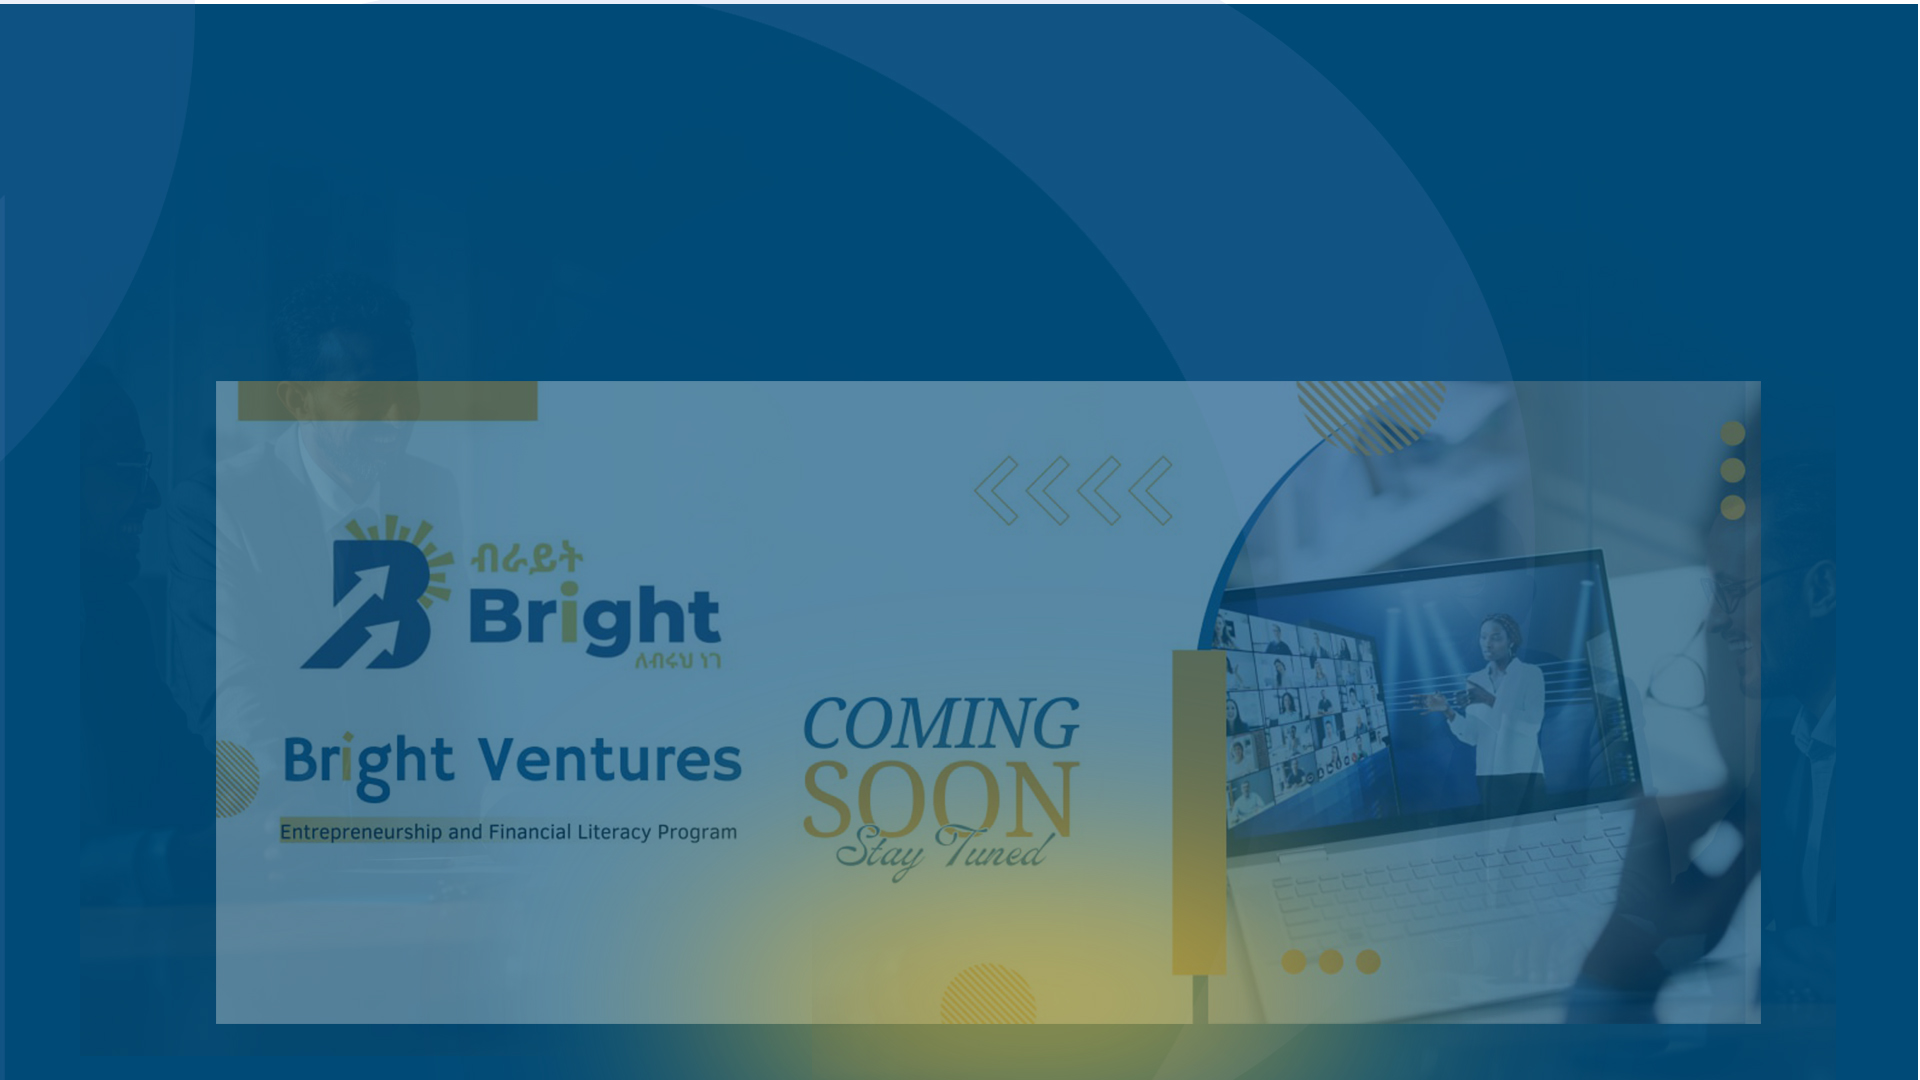 ብራይት
Bright
ለብሩህ ነገ
Bright Ventures
Entrepreneurship and Financial Literacy Program
COMING
SOON
Stay Tuned